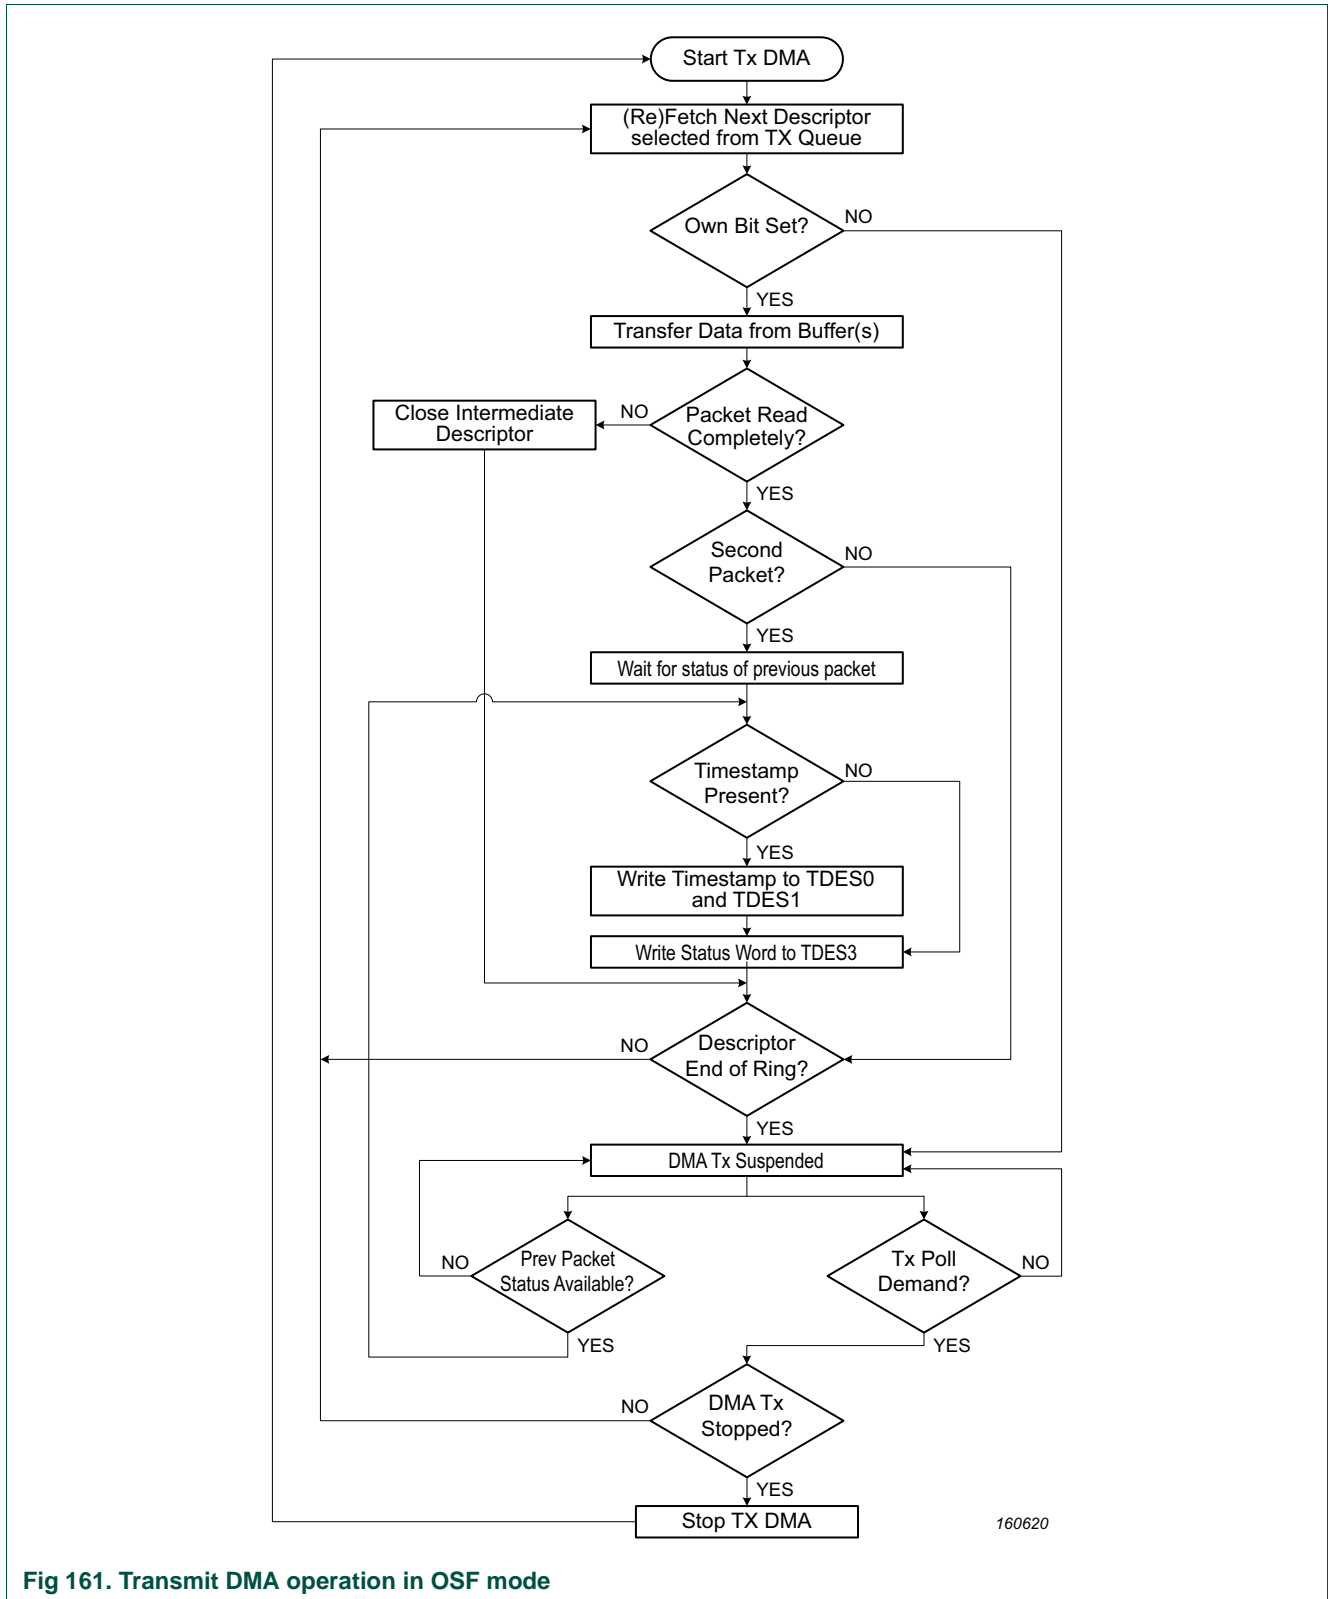 Start Tx DMA
(Re)Fetch Next Descriptor
selected from TX Queue
Own Bit Set?
NO
YES
Transfer Data from Buffer(s)
Close Intermediate
Descriptor
NO
Packet Read
Completely?
YES
Second
Packet?
NO
YES
Wait for status of previous packet
Timestamp
Present?
NO
YES
Write Timestamp to TDES0
and TDES1
Write Status Word to TDES3
NO
Descriptor
End of Ring?
YES
DMA Tx Suspended
NO
Prev Packet
Status Available?
YES
Tx Poll
Demand?
NO
YES
NO
DMA Tx
Stopped?
YES
Stop TX DMA
160620
Fig 161. Transmit DMA operation in OSF mode